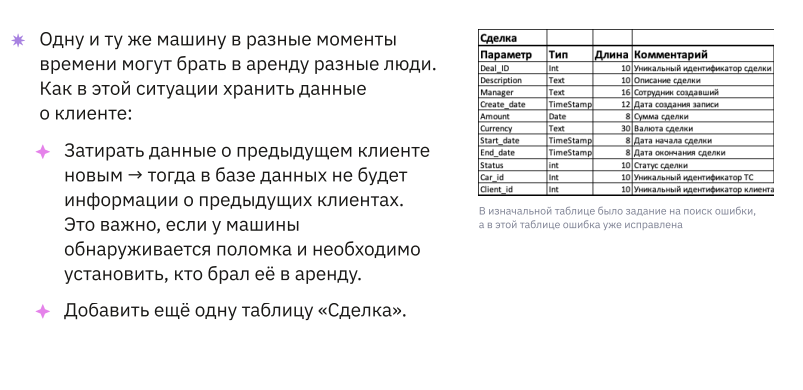 Одну и ту же машину в разные моменты
времени могут брать в аренду разные люди.
Как в этой ситуации хранить данные
о клиенте:
Затирать данные о предыдущем клиенте
новым → тогда в базе данных не будет
информации о предыдущих клиентах.
Это важно, если у машины
обнаруживается поломка и необходимо
установить, кто брал её в аренду.
Добавить ещё одну таблицу «Сделка».
Сделка
Параметр Тип Длина Комментарий
Deal_ID Int 10 Уникальный идентификатор сделки
Description Text 10 Описание сделки
Manager Text 16 Сотрудник создавший
Create_date TimeStamp 12 Дата создания записи
Amount Date 8 Сумма сделки
Currency Text 30 Валюта сделки
Start_date TimeStamp 8 Дата начала сделки
End_date TimeStamp 8 Дата окончания сделки
Status int 10 Статус сделки
Car_id Int 10 Уникальный идентификатор ТС
Client_id Int 10 Уникальный идентификатор клиента
В изначальной таблице было задание на поиск ошибки,
а в этой таблице ошибка уже исправлена